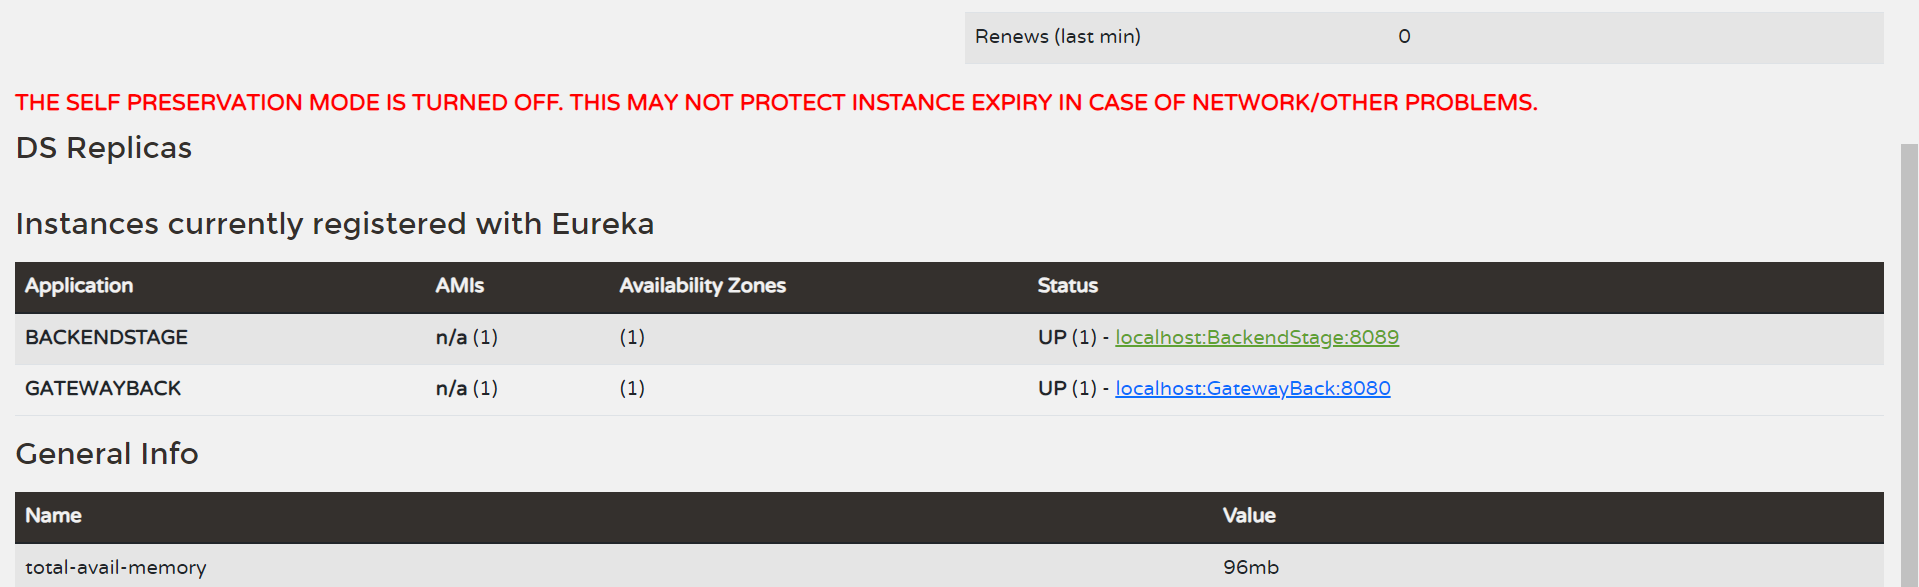 Renews (last min) 0
THE SELF PRESERVATION MODE IS TURNED OFF. THIS MAY NOT PROTECT INSTANCE EXPIRY IN CASE OF NETWORK/OTHER PROBLEMS.
DS Replicas
Instances currently registered with Eureka
Application AMIs Availability Zones Status
BACKENDSTAGE n/a (1) (1) UP (1) - localhost:BackendStage:8089
GATEWAYBACK n/a (1) (1) UP (1) - localhost:GatewayBack:8080
General Info
Name Value
total-avail-memory 96mb